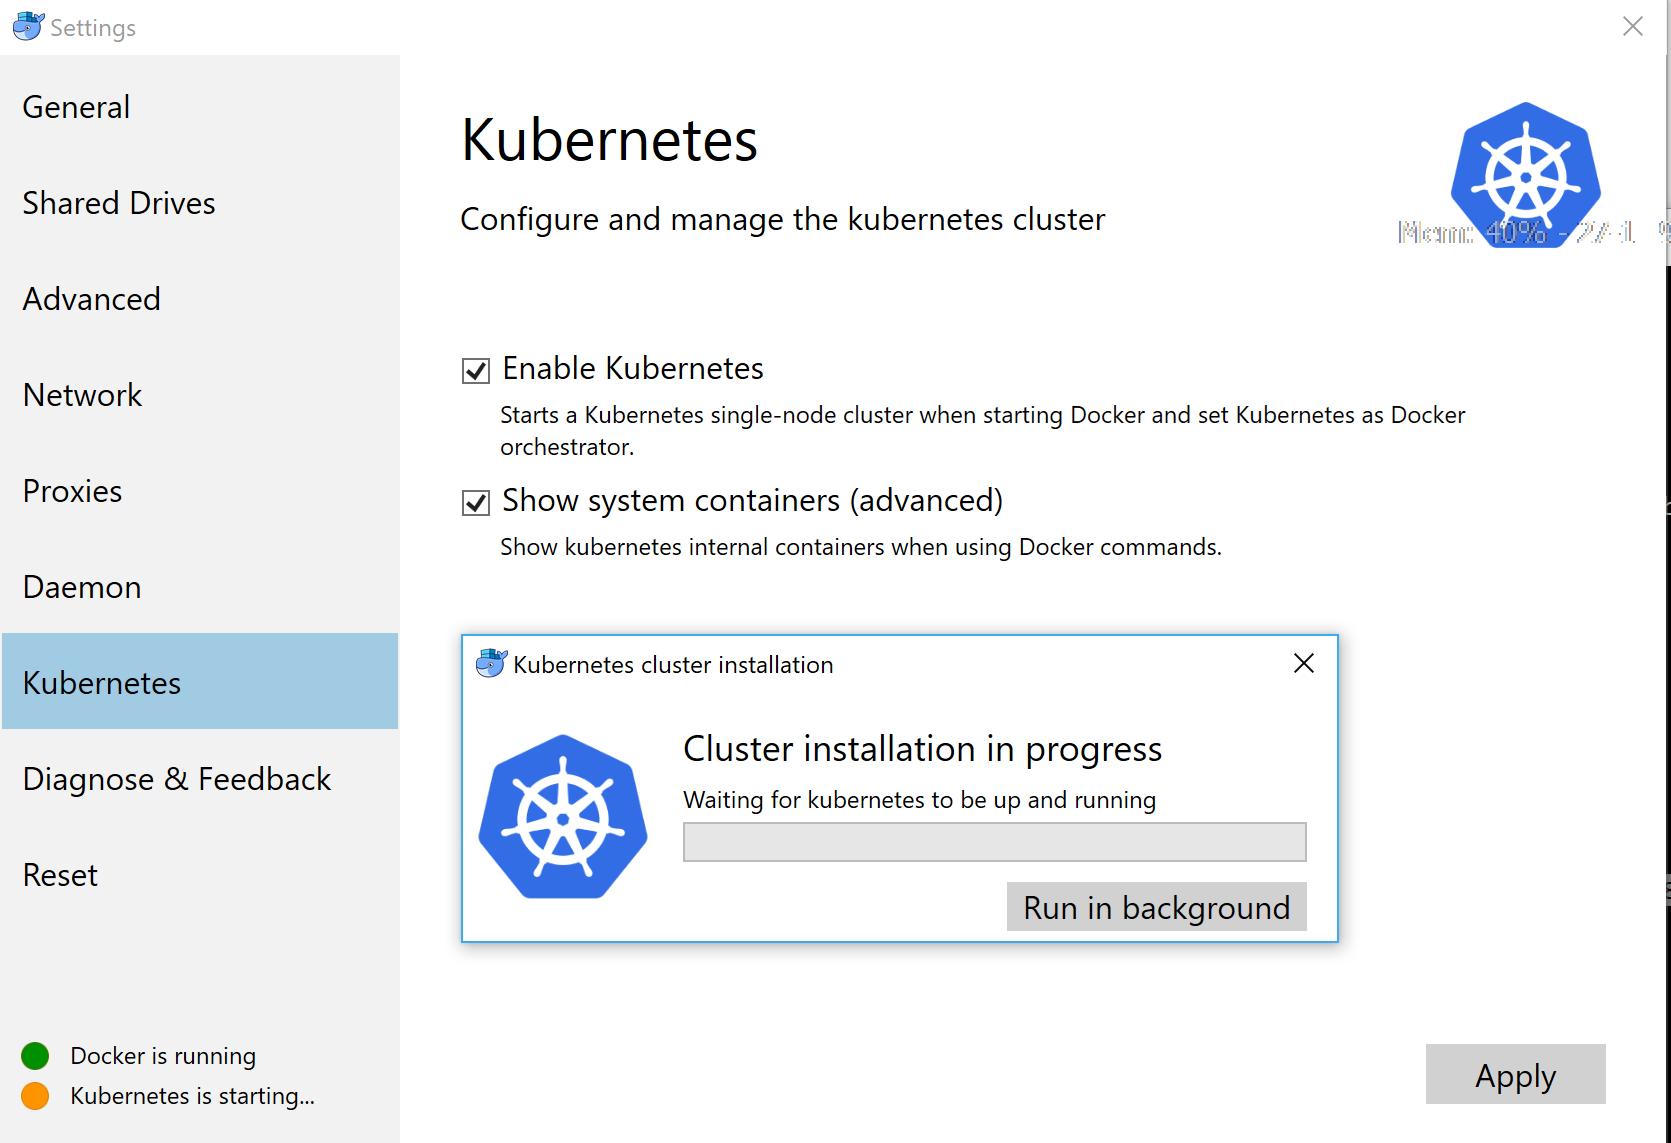 Settings
General
Shared Drives
Advanced
Network
Proxies
Daemon
Kubernetes
Diagnose & Feedback
Reset
Docker is running
Kubernetes is starting...
Kubernetes
Configure and manage the kubernetes cluster
Mem: 40% -
Enable Kubernetes
Starts a Kubernetes single-node cluster when starting Docker and set Kubernetes as Docker
orchestrator.
Show system containers (advanced)
Show kubernetes internal containers when using Docker commands.
Kubernetes cluster installation
Cluster installation in progress
Waiting for kubernetes to be up and running
Run in background
Apply